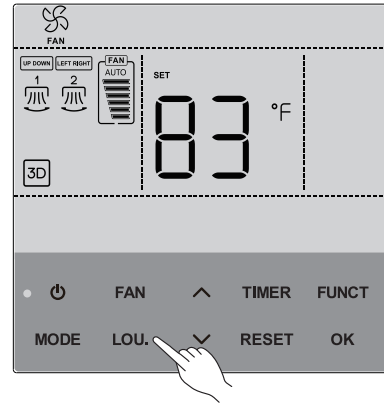 FAN
UP DOWN LEFT RIGHT FAN
1 2 AUTO
SET
83 °F
3D
FAN TIMER FUNCT
MODE LOU. RESET OK